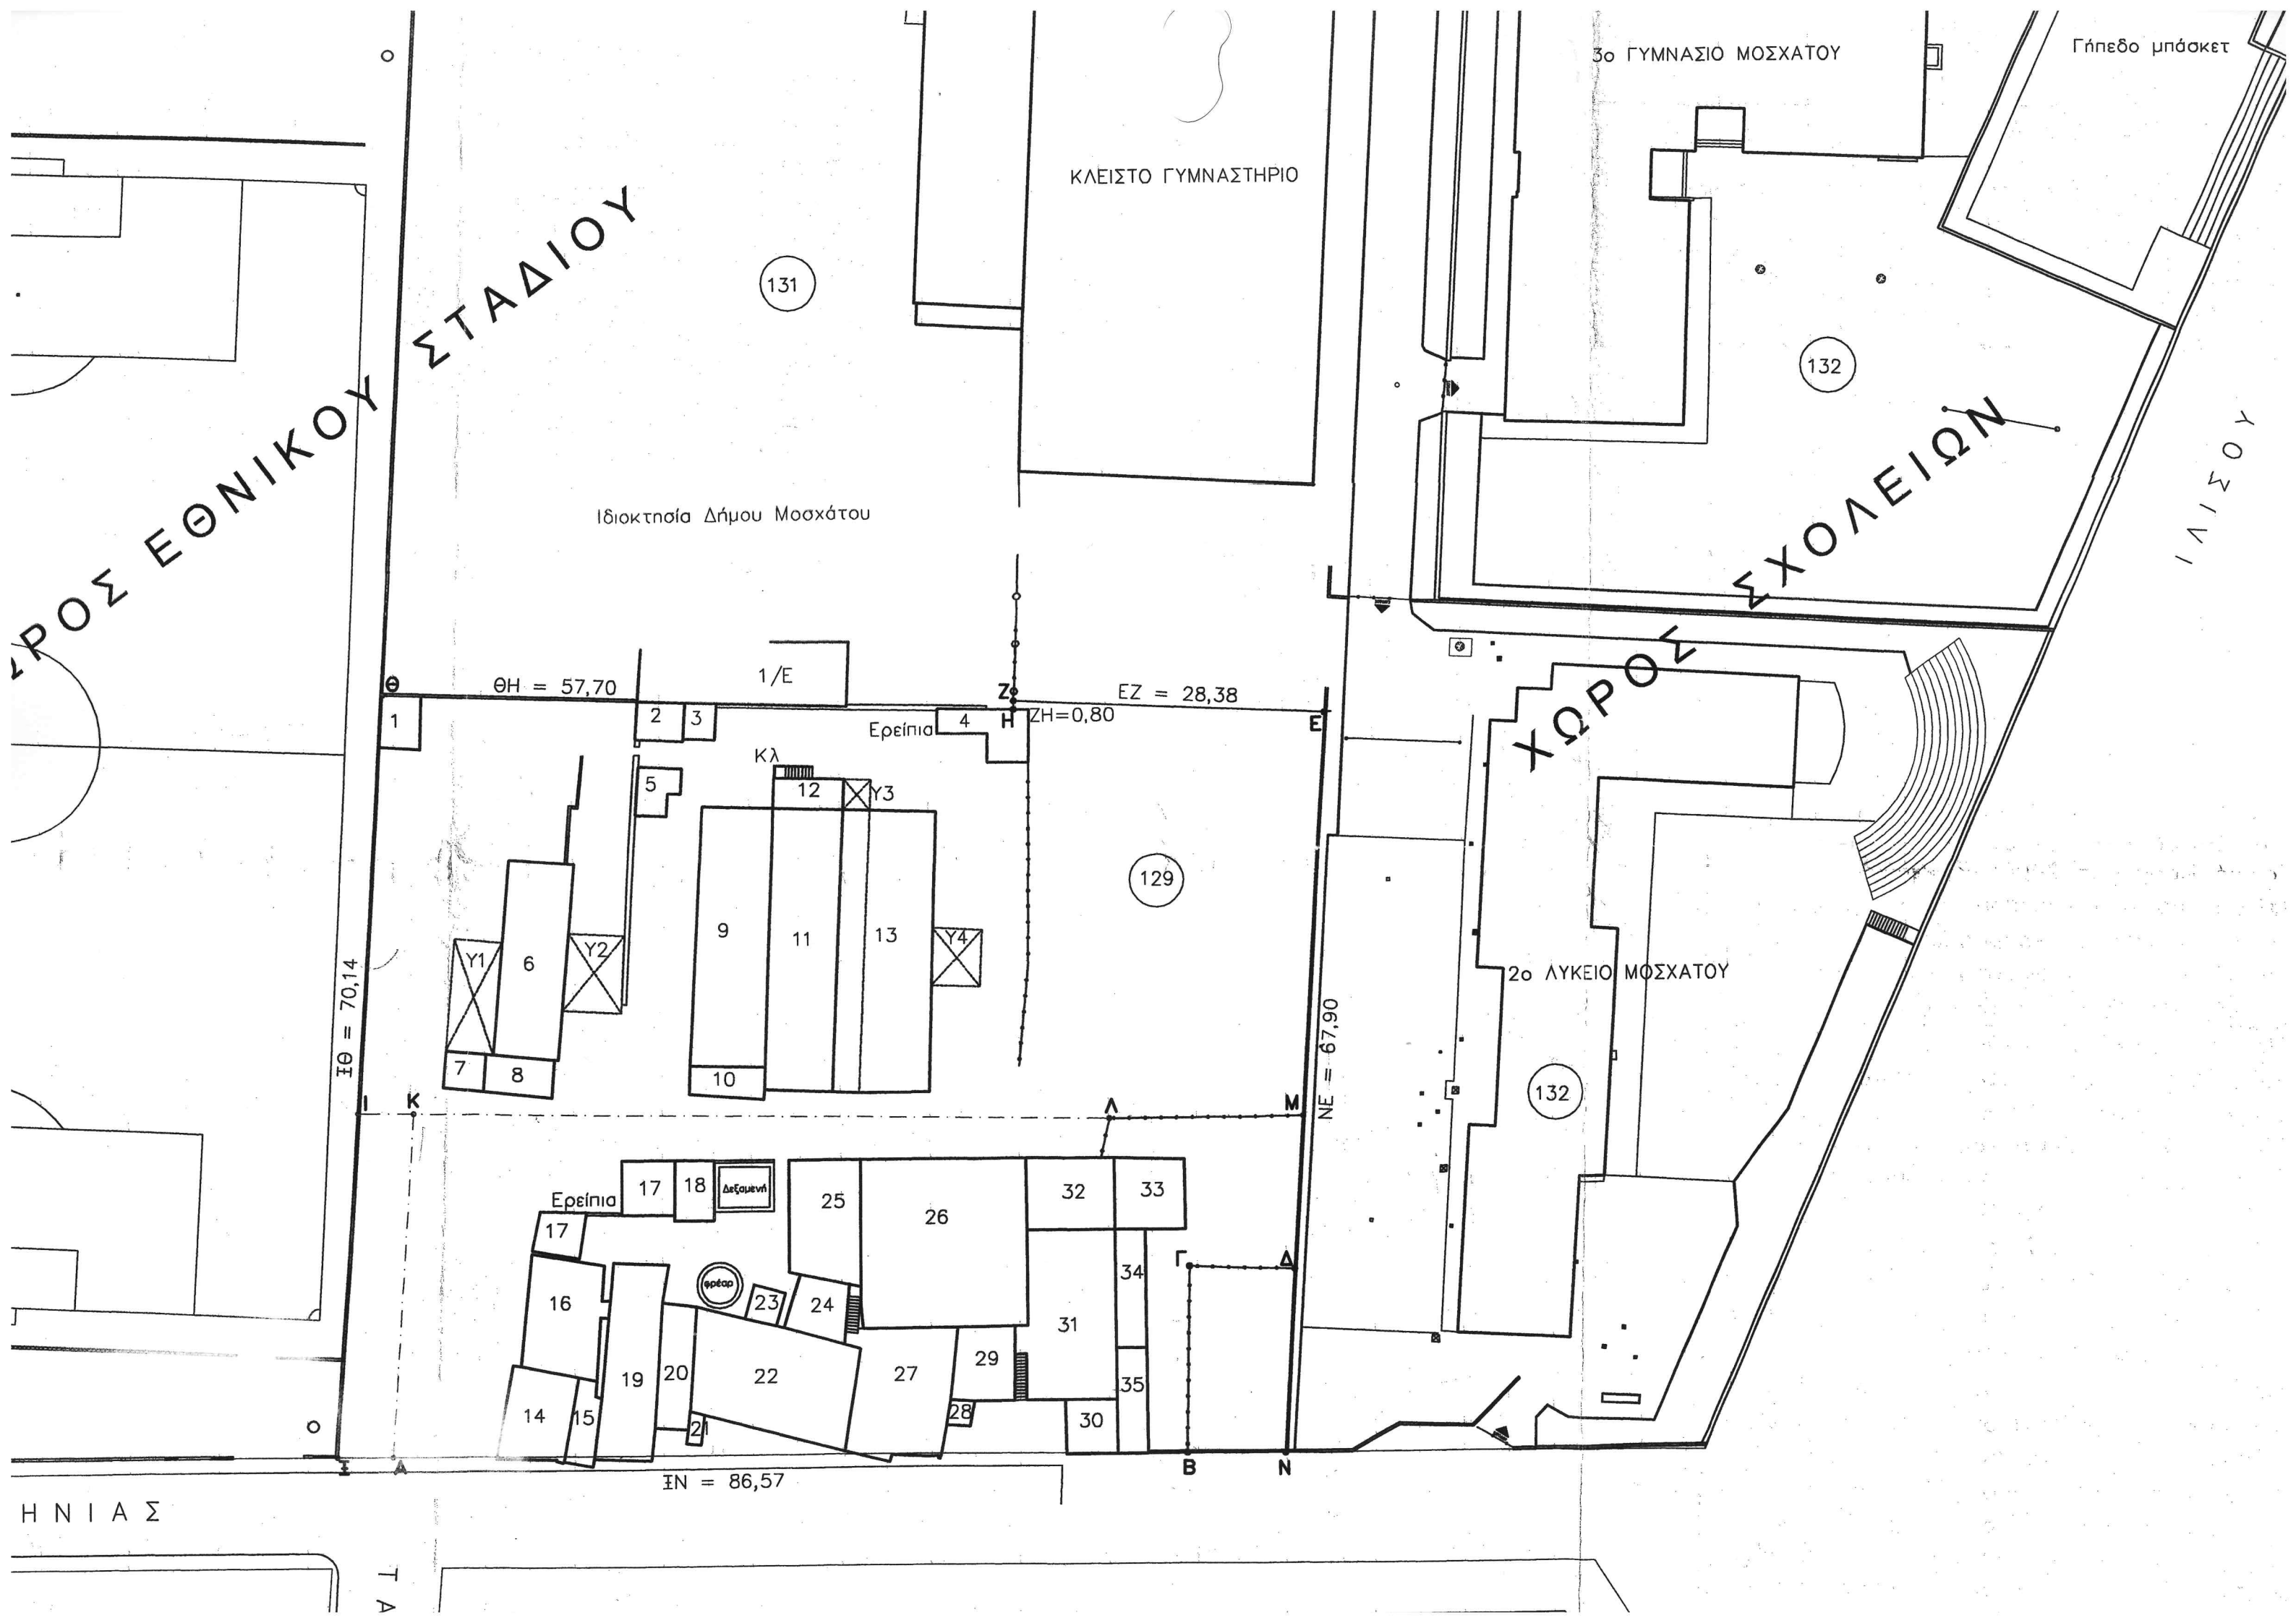 3ο ΓΥΜΝΑΣΙΟ ΜΟΣΧΑΤΟΥ
Γήπεδο μπάσκετ
ΚΛΕΙΣΤΟ ΓΥΜΝΑΣΤΗΡΙΟ
131
132
ΕΘΝΙΚΟΥ ΣΤΑΔΙΟΥ
ΧΩΡΟΣ ΣΧΟΛΕΙΩΝ
ΙΛΙΣΟΥ
Ιδιοκτησία Δήμου Μοσχάτου
Θ
ΘΗ = 57,70
1/Ε
Ζ
ΕΖ = 28,38
Η
ΖΗ=0,80
Ε
1
2
3
Ερείπια
4
Κλ
5
12
Υ3
129
9
11
13
Υ4
Υ1
6
Υ2
2ο ΛΥΚΕΙΟ ΜΟΣΧΑΤΟΥ
ΙΘ = 70,14
ΝΕ = 67,90
7
8
10
132
Ι
Κ
Λ
Μ
17
18
Δεξαμενή
25
26
32
33
Ερείπια
17
Γ
Δ
34
φρέαρ
16
23
24
31
19
20
22
27
29
35
14
15
21
28
30
Ξ
Α
Β
Ν
ΞΝ = 86,57
ΗΝΙΑΣ
ΤΑ